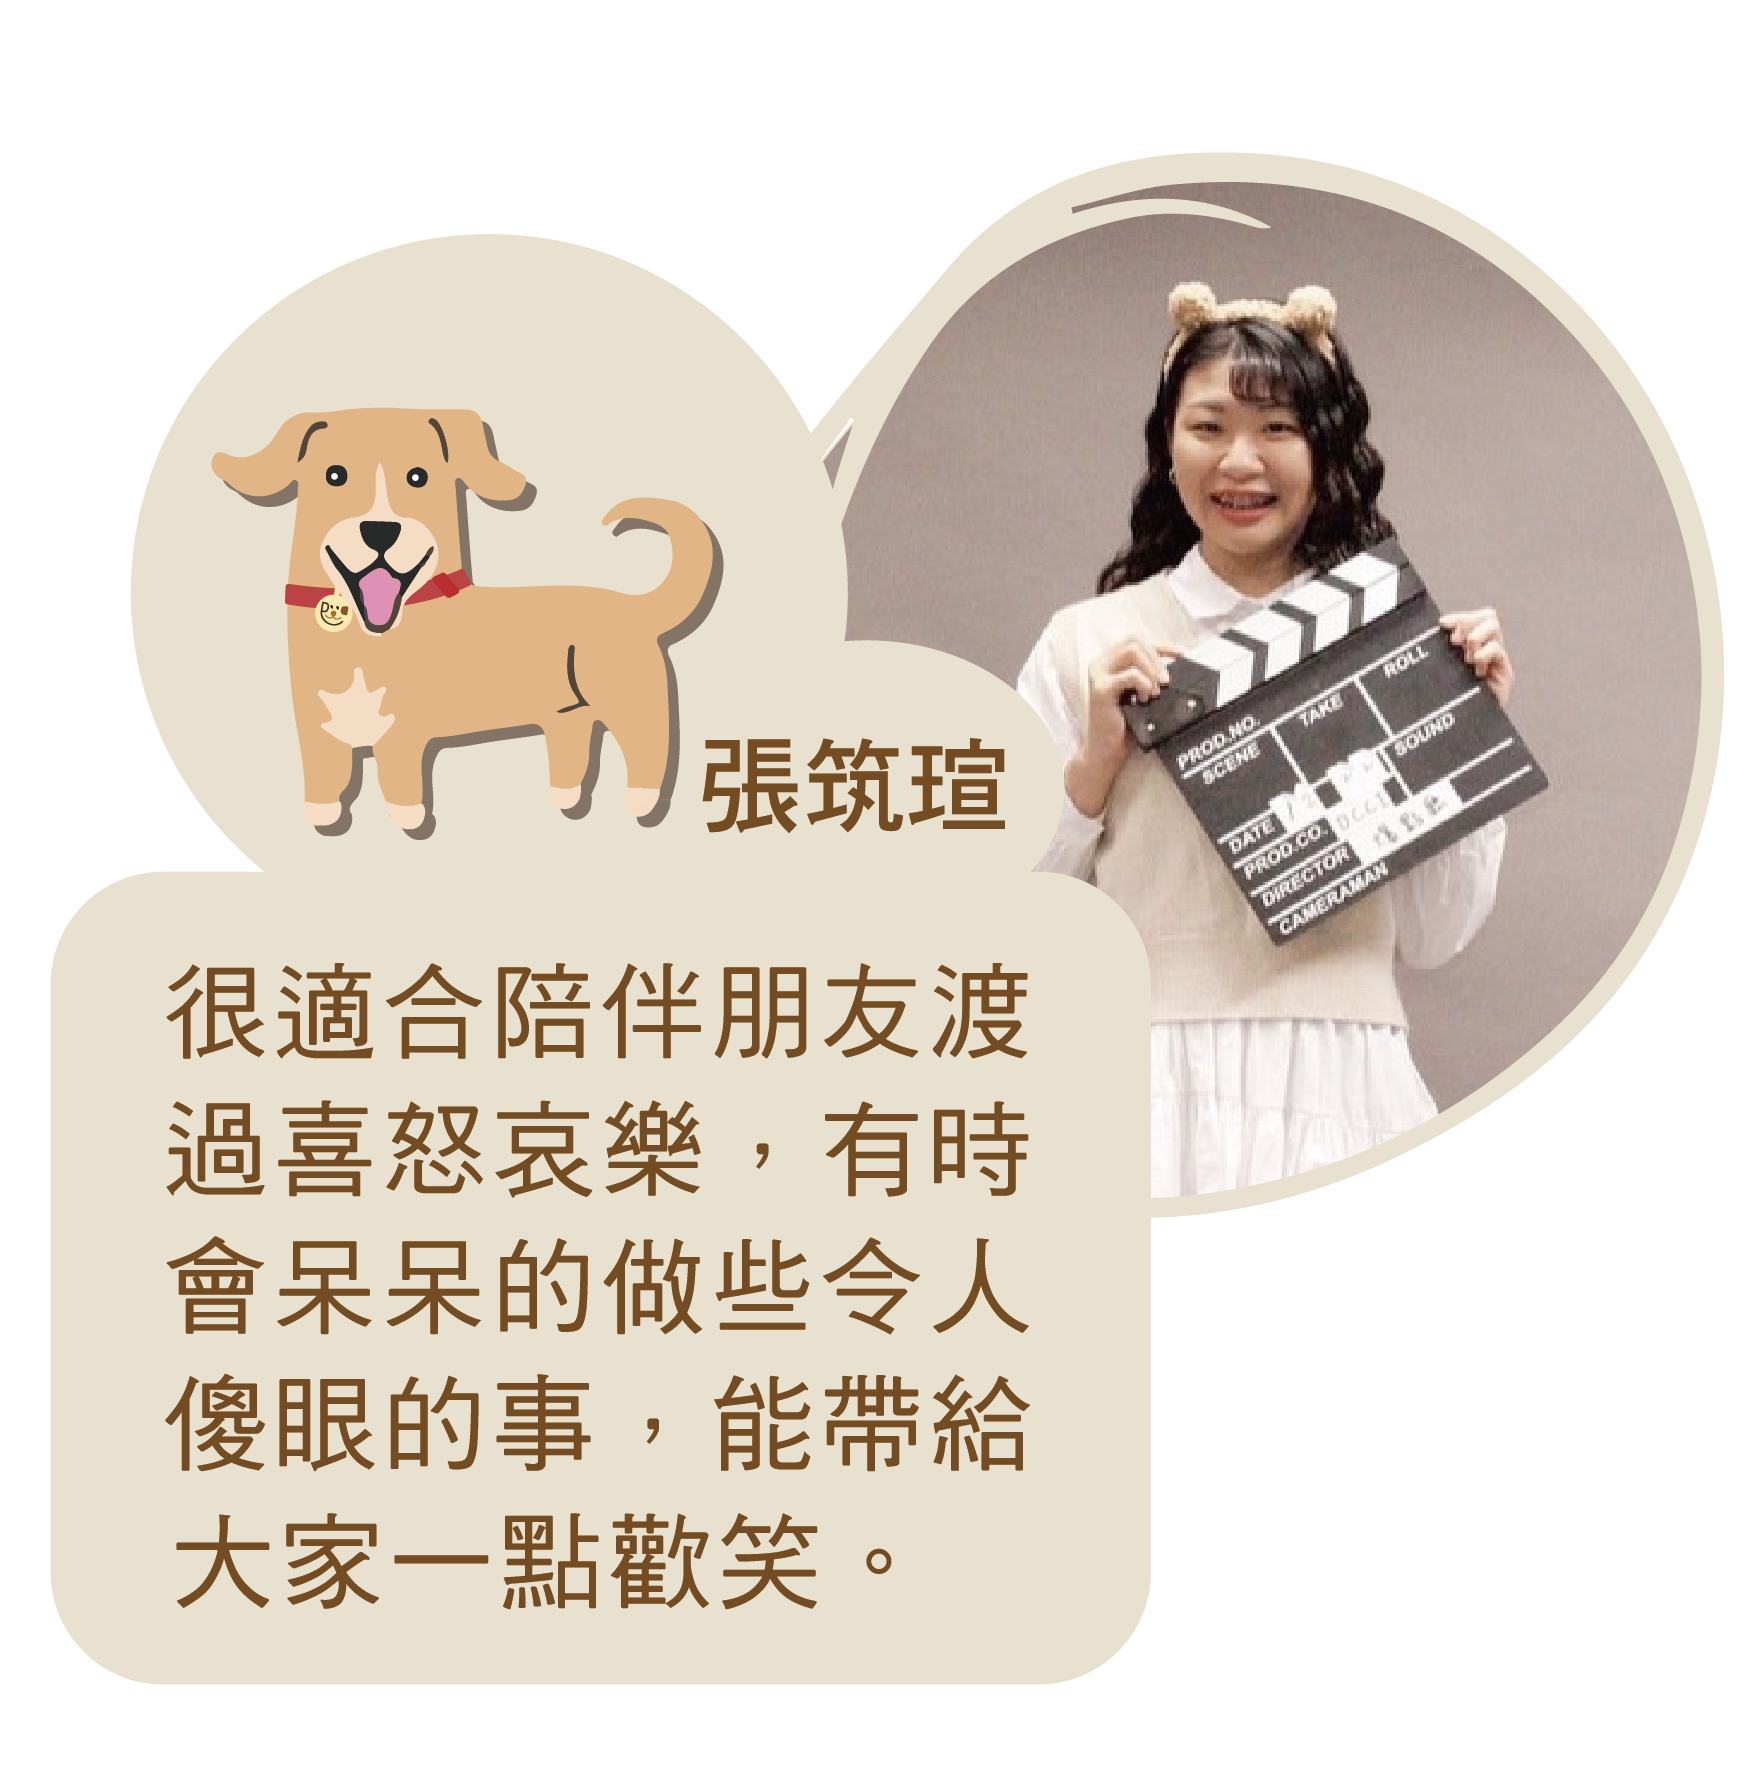 張筑瑄
很適合陪伴朋友渡
過喜怒哀樂，有時
會呆呆的做些令人
傻眼的事，能帶給
大家一點歡笑。
ROLL
PROD.NO.
TAKE
SCENE
SOUND
DATE
PROD.CO.
DIRECTOR
CAMERAMAN